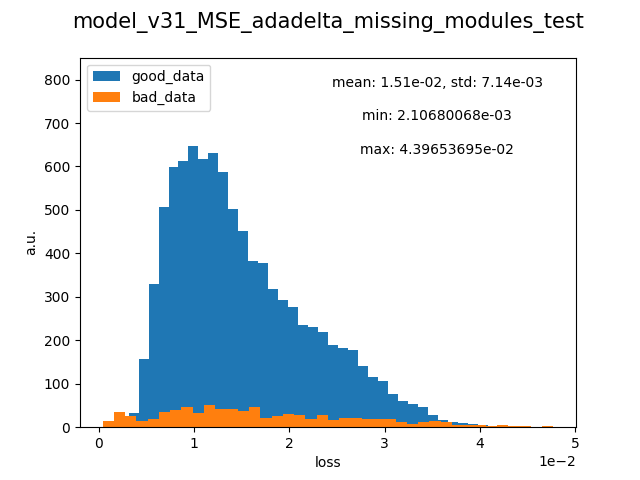 model_v31_MSE_adadelta_missing_modules_test
good_data
bad_data
mean: 1.51e-02, std: 7.14e-03
min: 2.10680068e-03
max: 4.39653695e-02
800
700
600
500
400
300
200
100
0
a.u.
0 1 2 3 4 5
1e−2
loss